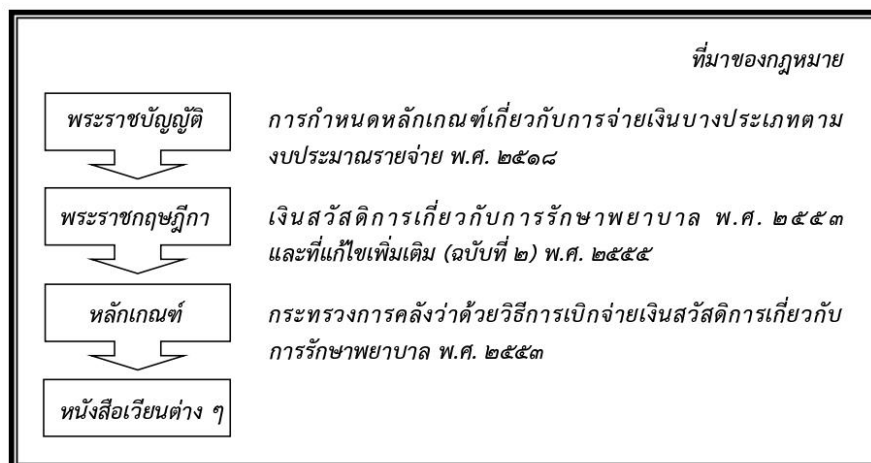 ที่มาของกฎหมาย
พระราชบัญญัติ
การกำหนดหลักเกณฑ์เกี่ยวกับการจ่ายเงินบางประเภทตาม
งบประมาณรายจ่าย พ.ศ. ๒๕๑๘
พระราชกฤษฎีกา
เงินสวัสดิการเกี่ยวกับการรักษาพยาบาล พ.ศ. ๒๕๕๓
และที่แก้ไขเพิ่มเติม (ฉบับที่ ๒) พ.ศ. ๒๕๕๕
หลักเกณฑ์
กระทรวงการคลังว่าด้วยวิธีการเบิกจ่ายเงินสวัสดิการเกี่ยวกับ
การรักษาพยาบาล พ.ศ. ๒๕๕๓
หนังสือเวียนต่าง ๆ